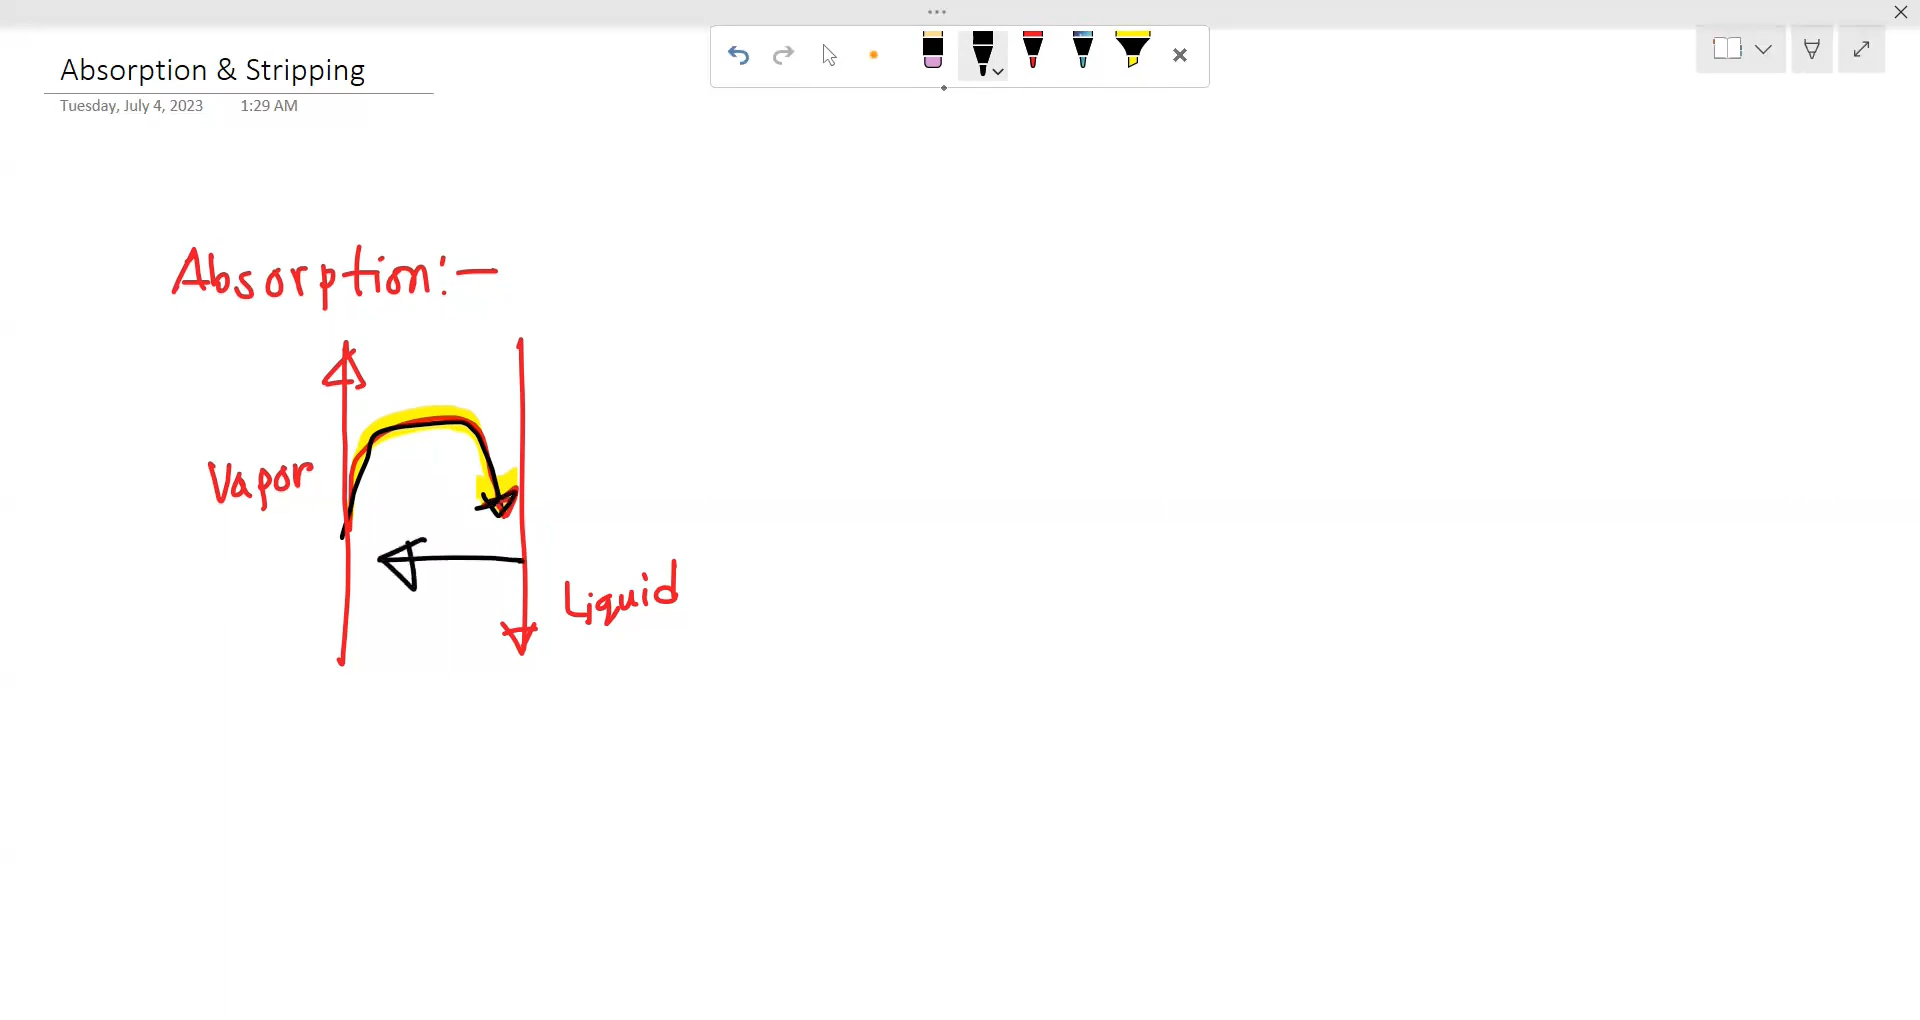 Absorption & Stripping
Tuesday, July 4, 2023 1:29 AM
Absorption:-
Vapor
Liquid